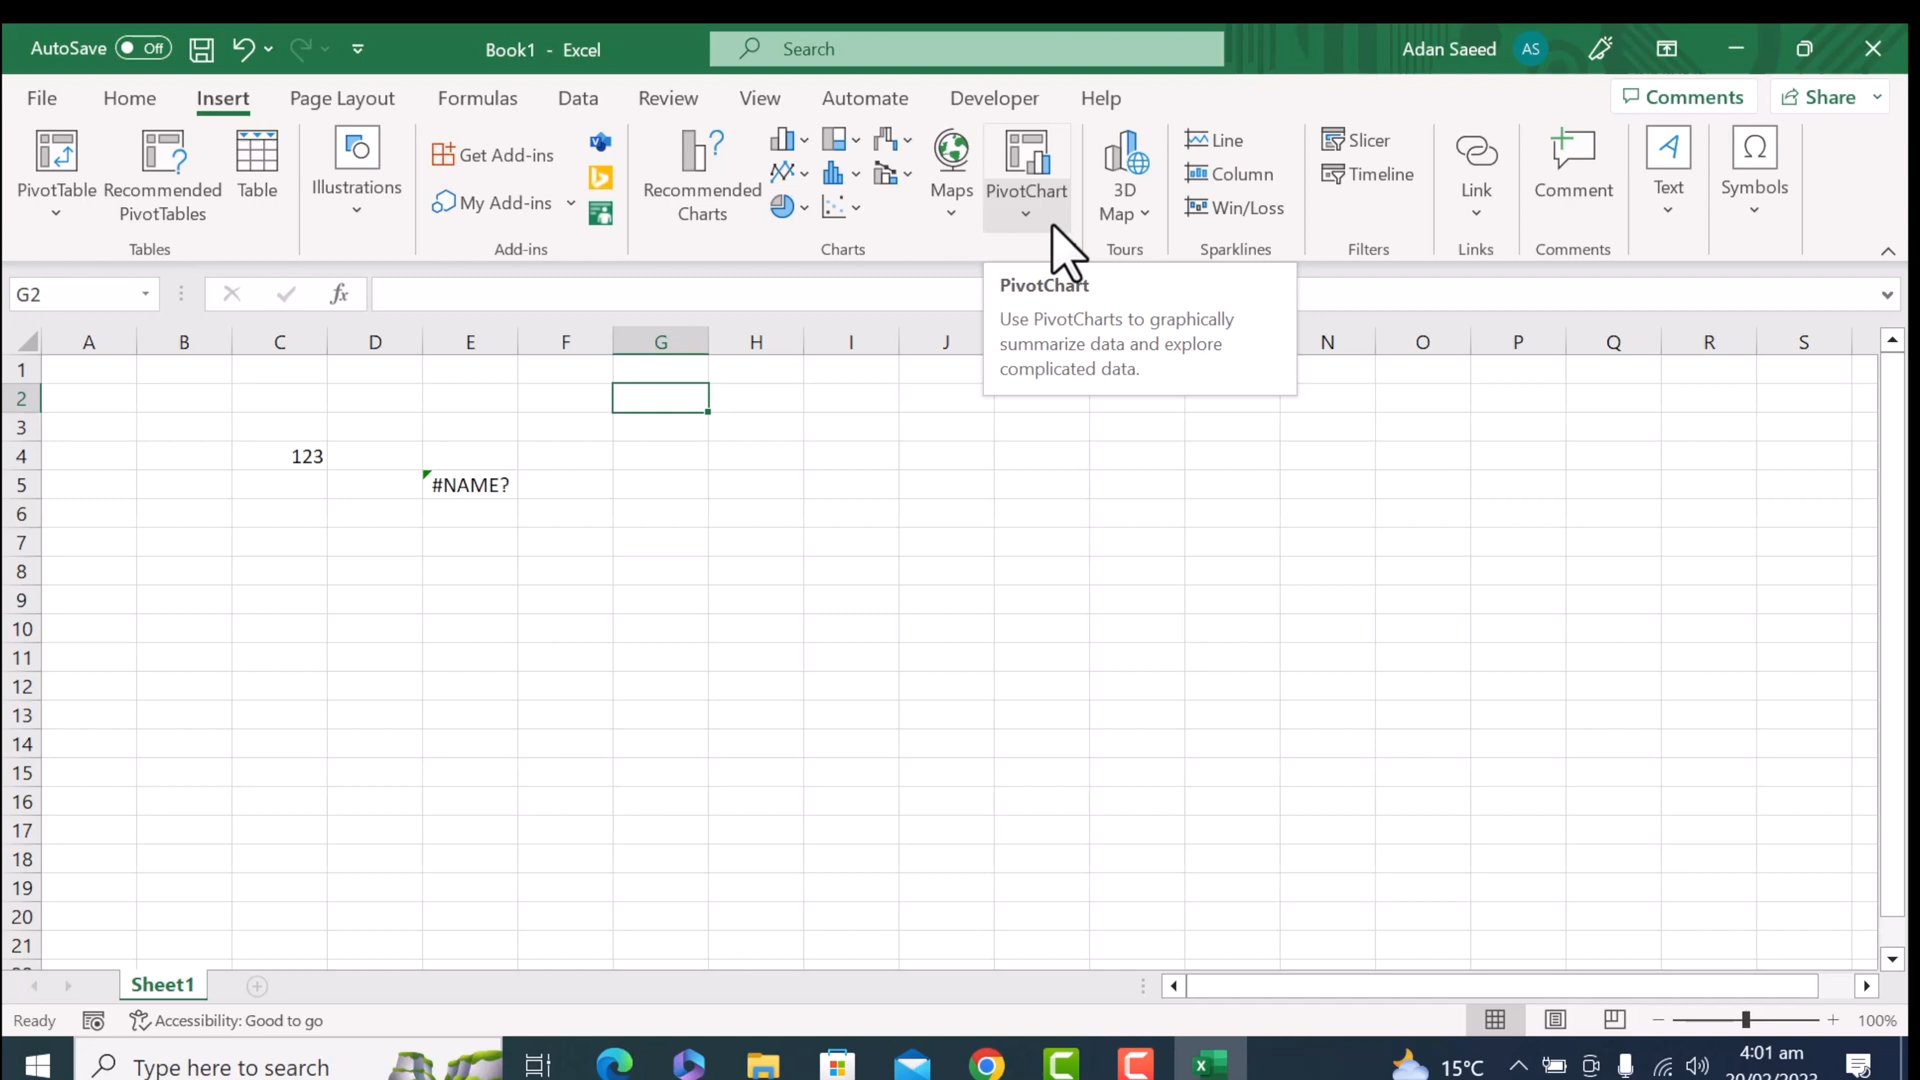 AutoSave Off Book1 - Excel Search Adan Saeed AS
File Home Insert Page Layout Formulas Data Review View Automate Developer Help Comments Share
PivotTable
Recommended
PivotTables
Table
Tables
Illustrations
Get Add-ins
My Add-ins
Add-ins
Recommended
Charts
Maps
PivotChart
Charts
3D
Map
Tours
Line
Column
Win/Loss
Sparklines
Slicer
Timeline
Filters
Link
Links
Comment
Comments
Text
Symbols
G2 fx
PivotChart
Use PivotCharts to graphically
summarize data and explore
complicated data.
A B C D E F G H I J N O P Q R S
1
2
3
4 123
5 #NAME?
6
7
8
9
10
11
12
13
14
15
16
17
18
19
20
21
Sheet1
Ready Accessibility: Good to go 100%
Type here to search 15°C 4:01 am
20/02/2023